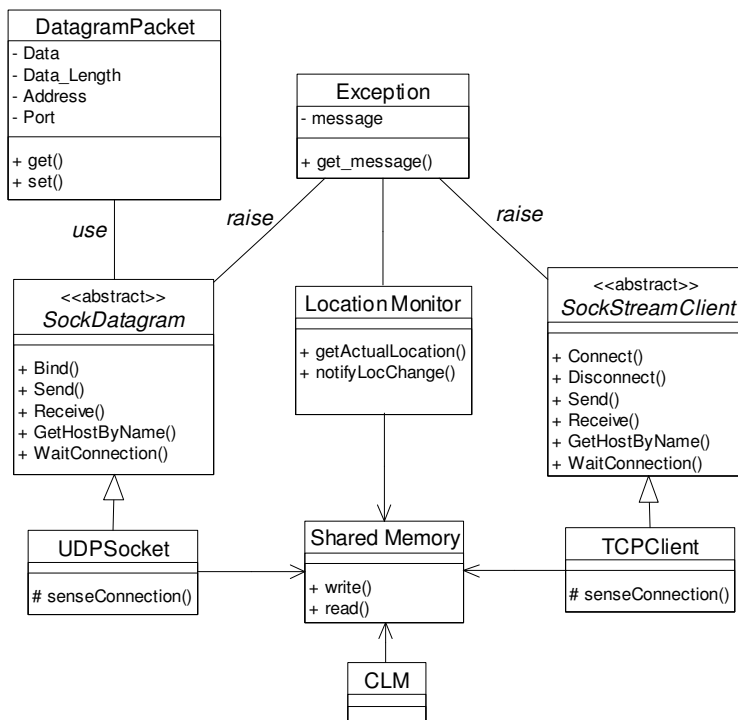 DatagramPacket
- Data
- Data_Length
- Address
- Port
+ get()
+ set()
Exception
- message
+ get_message()
use
raise
raise
<<abstract>>
SockDatagram
+ Bind()
+ Send()
+ Receive()
+ GetHostByName()
+ WaitConnection()
Location Monitor
+ getActualLocation()
+ notifyLocChange()
<<abstract>>
SockStreamClient
+ Connect()
+ Disconnect()
+ Send()
+ Receive()
+ GetHostByName()
+ WaitConnection()
UDPSocket
# senseConnection()
Shared Memory
+ write()
+ read()
TCPClient
# senseConnection()
CLM